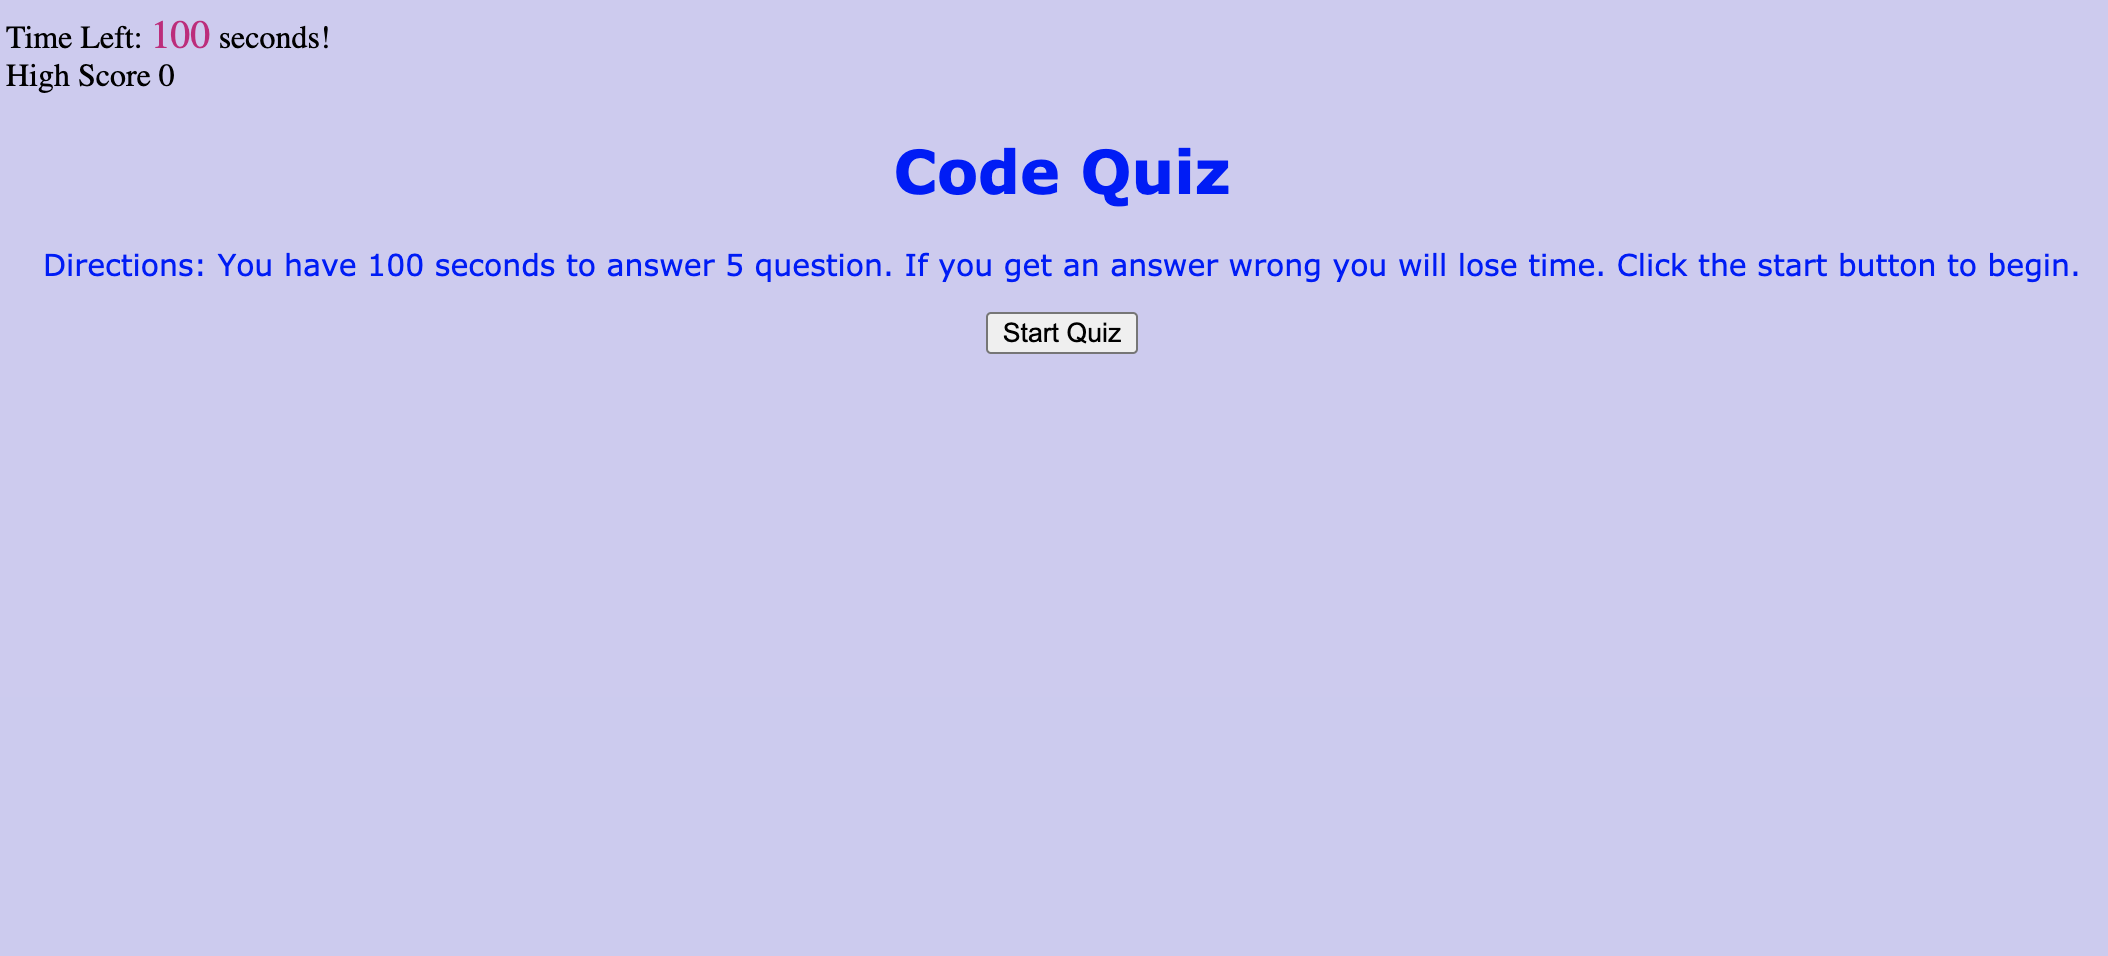 Time Left: 100 seconds!
High Score 0
Code Quiz
Directions: You have 100 seconds to answer 5 question. If you get an answer wrong you will lose time. Click the start button to begin.
Start Quiz